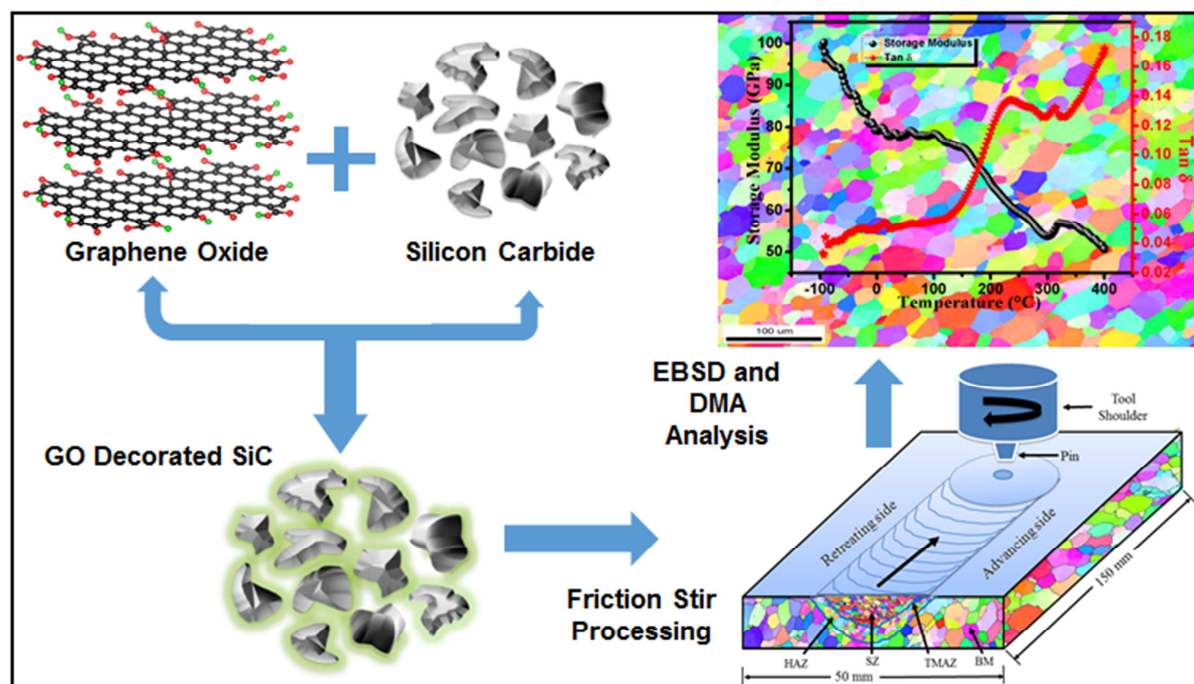 Graphene Oxide
Silicon Carbide
GO Decorated SiC
Friction Stir
Processing
EBSD and
DMA
Analysis
Storage Modulus
Tan δ
Storage Modulus (GPa)
100
90
80
70
60
50
-100 0 100 200 300 400
Temperature (°C)
0.18
0.16
0.14
0.12
0.10
0.08
0.06
0.04
0.02
Tan δ
100 um
Tool
Shoulder
Pin
Retreating side
Advancing side
150 mm
HAZ SZ TMAZ BM
50 mm